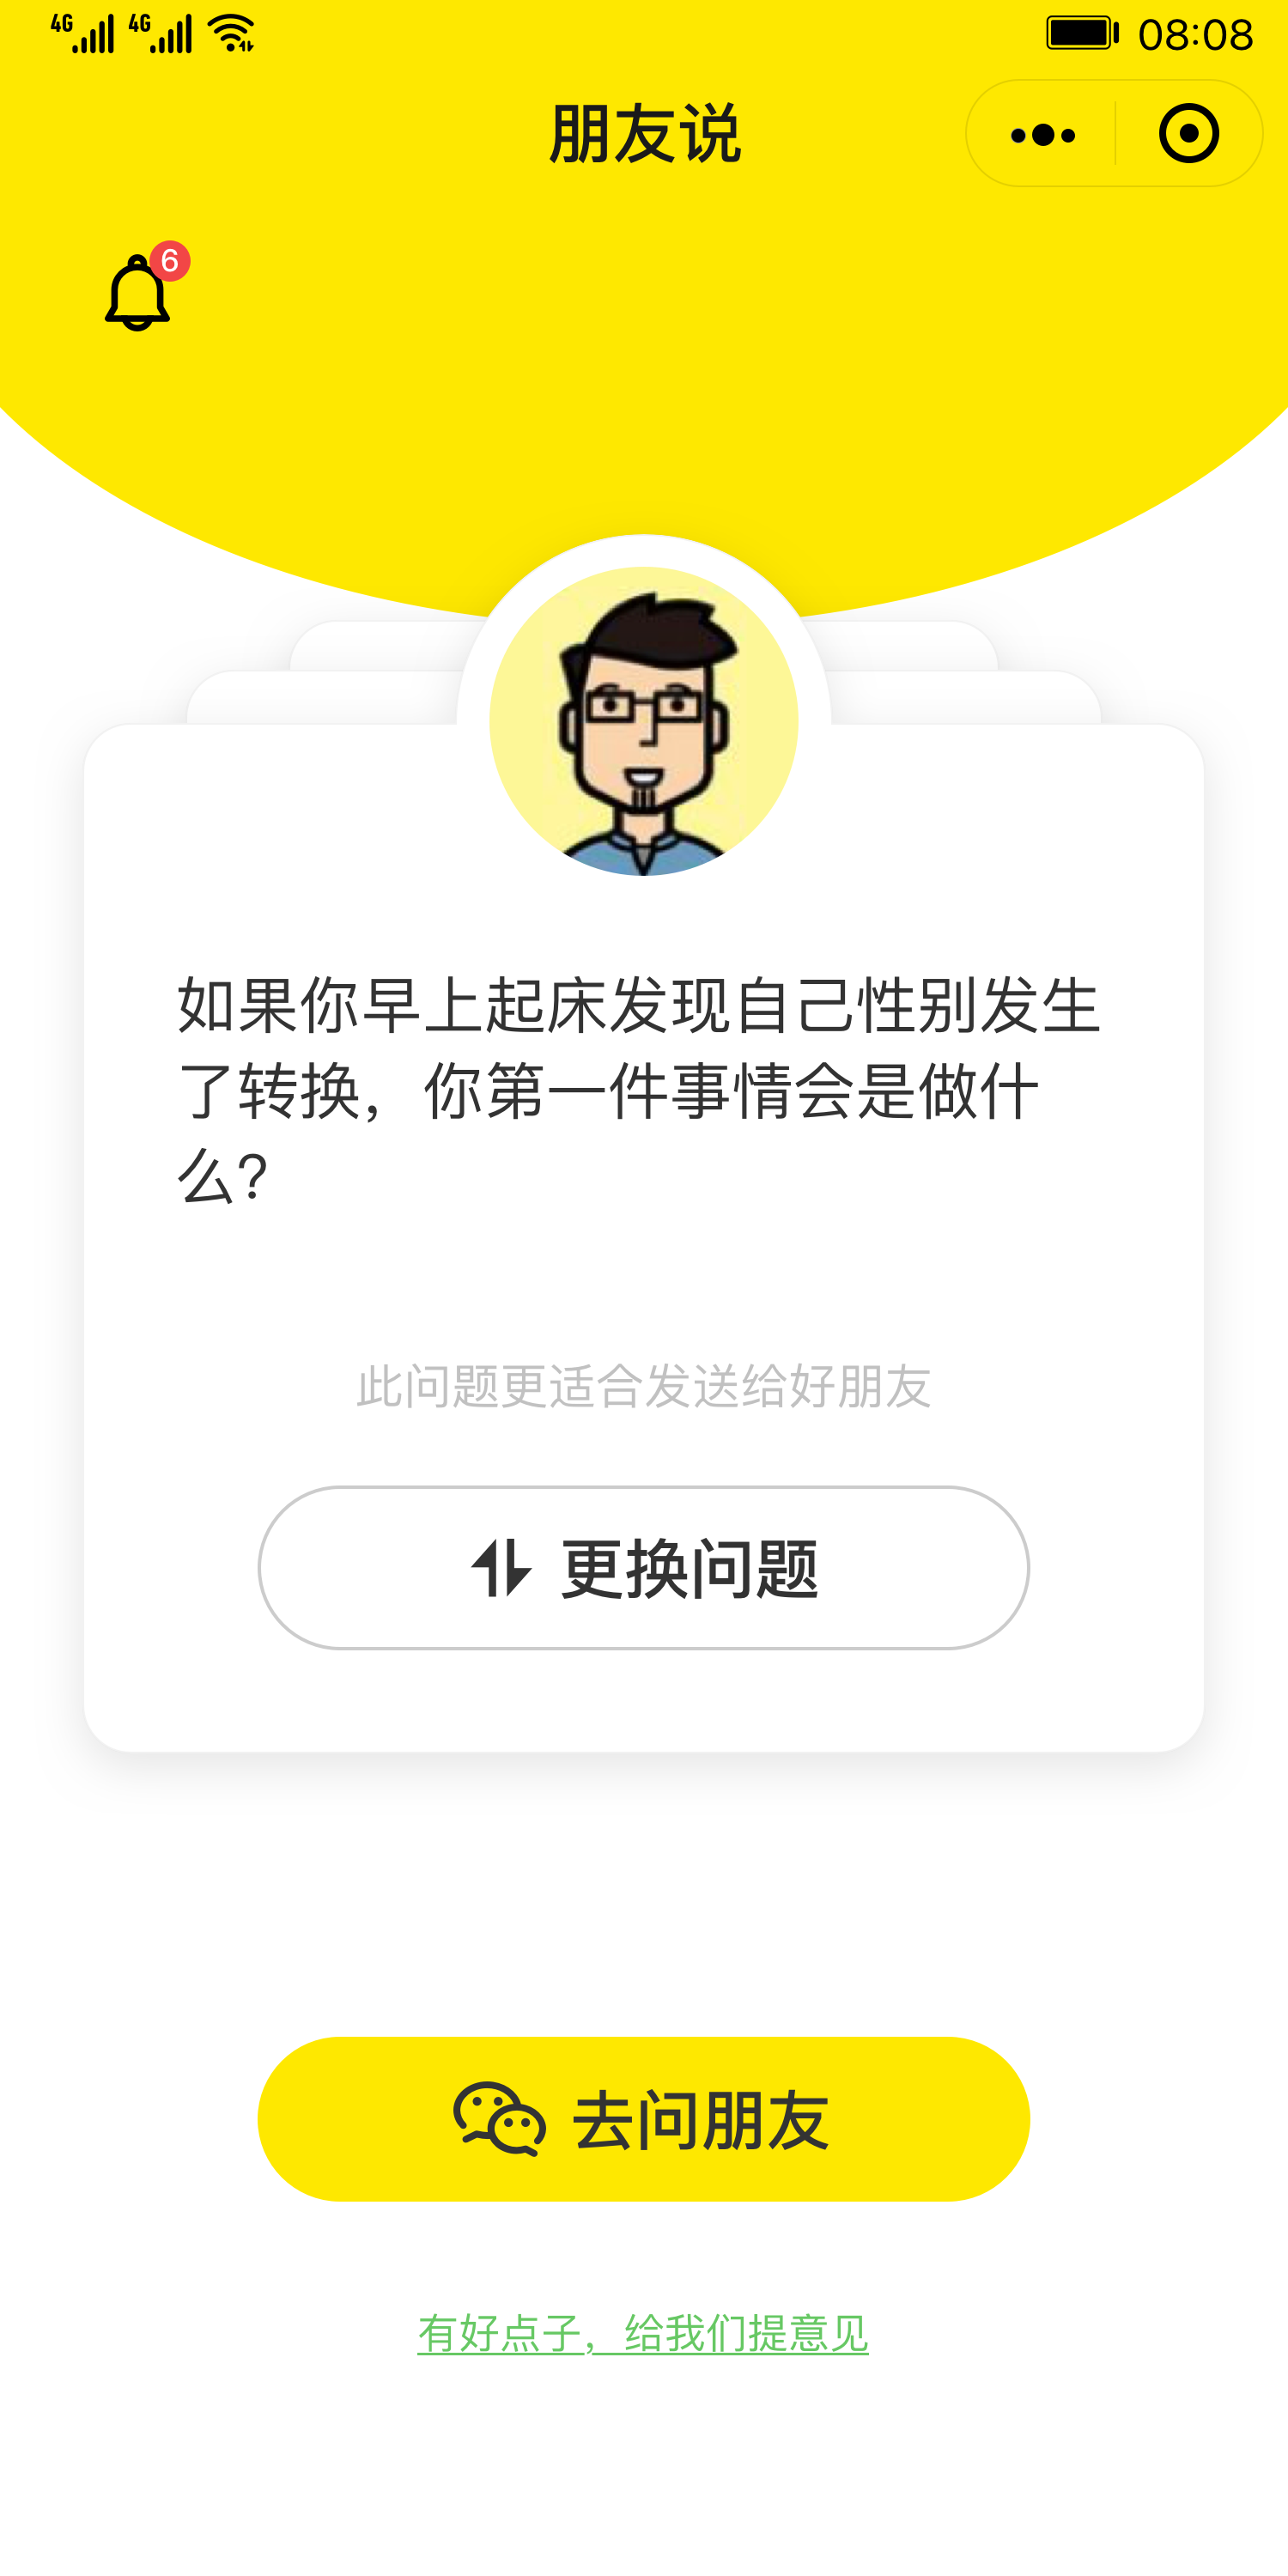 4G 4G 08:08
朋友说
6
如果你早上起床发现自己性别发生
了转换，你第一件事情会是做什
么?
此问题更适合发送给好朋友
更换问题
去问朋友
有好点子，给我们提意见